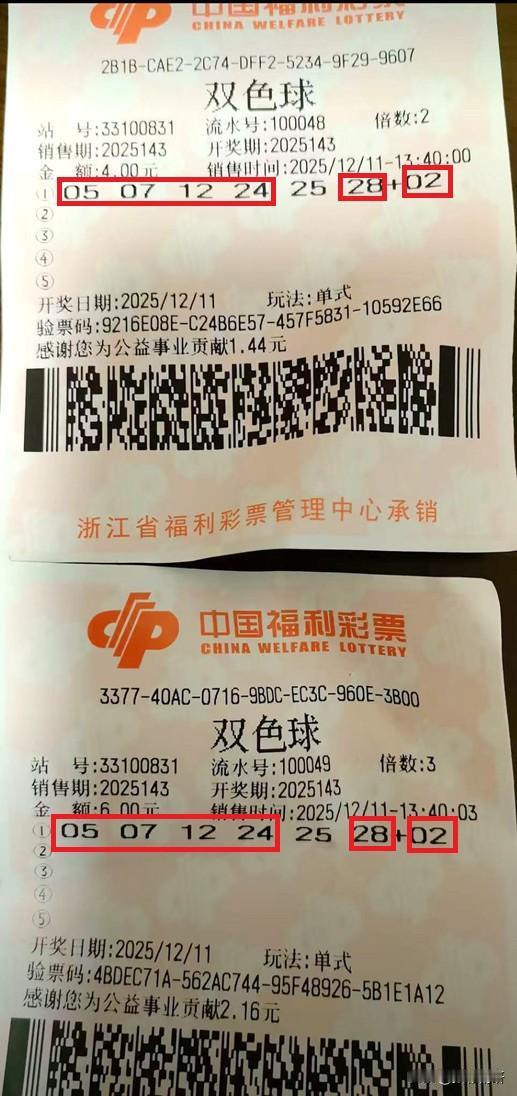 中国福利彩票
CHINA WELFARE LOTTERY
2B1B-CAE2-2C74-DFF2-5234-9F29-9607
双色球
站 号:33100831 流水号:100048 倍数:2
销售期:2025143 开奖期:2025143
金 额:4.00元 销售时间:2025/12/11-13:40:00
① 05 07 12 24 25 28+02
②
③
④
⑤
开奖日期:2025/12/11 玩法:单式
验票码:9216E08E-C24B6E57-457F5831-10592E66
感谢您为公益事业贡献1.44元
浙江省福利彩票管理中心承销
中国福利彩票
CHINA WELFARE LOTTERY
3377-40AC-0716-9BDC-EC3C-960E-3B00
双色球
站 号:33100831 流水号:100049 倍数:3
销售期:2025143 开奖期:2025143
金 额:6.00元 销售时间:2025/12/11-13:40:03
① 05 07 12 24 25 28+02
②
③
④
⑤
开奖日期:2025/12/11 玩法:单式
验票码:4BDEC71A-562AC744-95F48926-5B1E1A12
感谢您为公益事业贡献2.16元